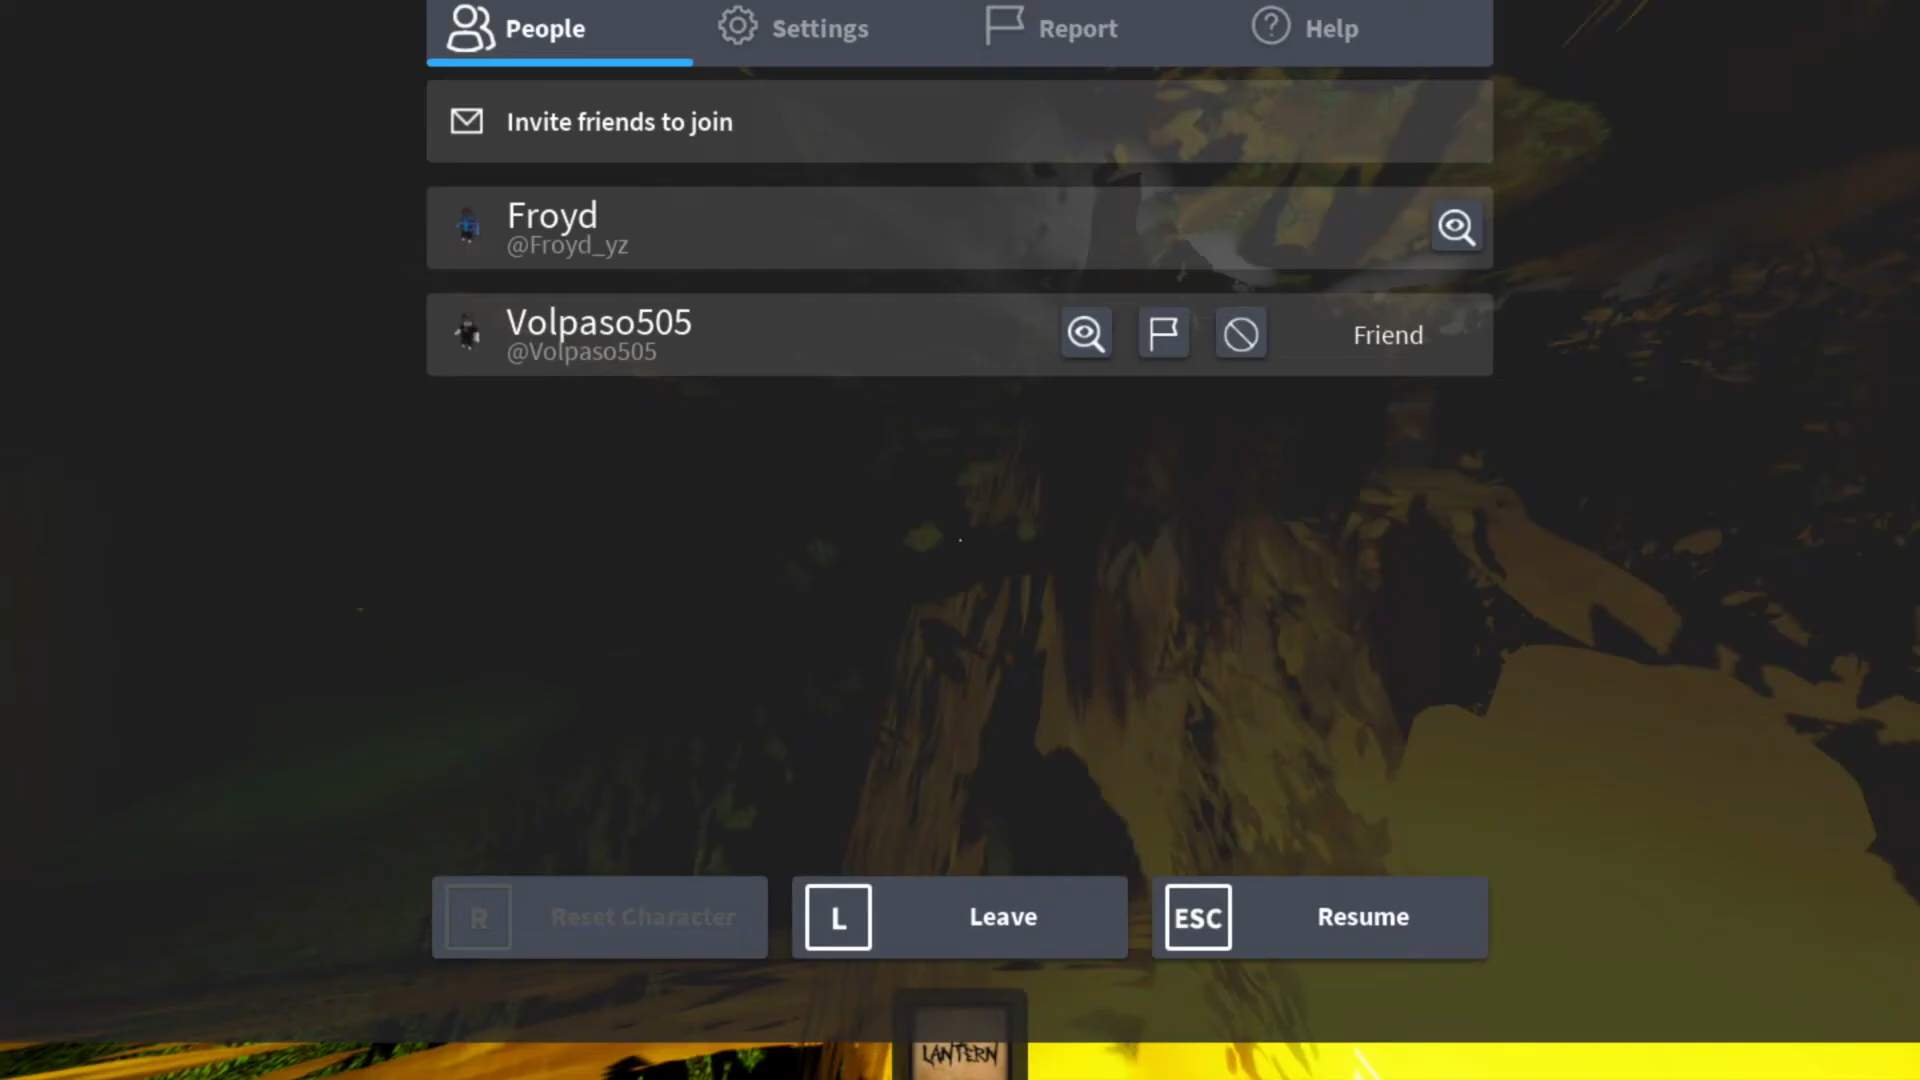 People
Settings
Report
Help
Invite friends to join
Froyd
@Froyd_yz
Volpaso505
@Volpaso505
Friend
R
Reset Character
L
Leave
ESC
Resume
LANTERN